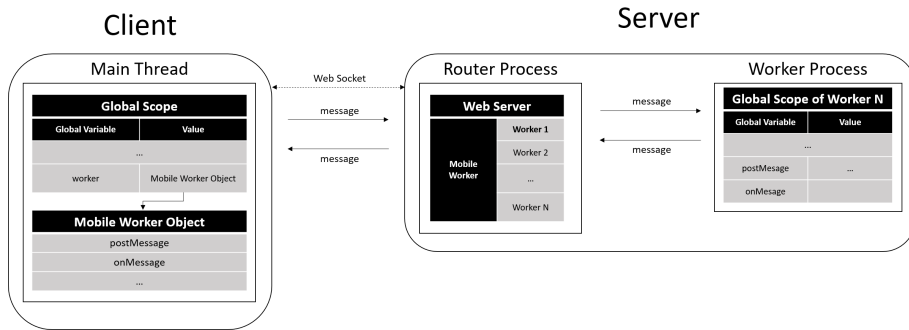 Client
Server
Main Thread
Global Scope
Global Variable Value
...
worker Mobile Worker Object
Mobile Worker Object
postMessage
onMessage
...
Web Socket
message
message
Router Process
Web Server
Mobile
Worker
Worker 1
Worker 2
...
Worker N
message
message
Worker Process
Global Scope of Worker N
Global Variable Value
...
postMesage ...
onMesage